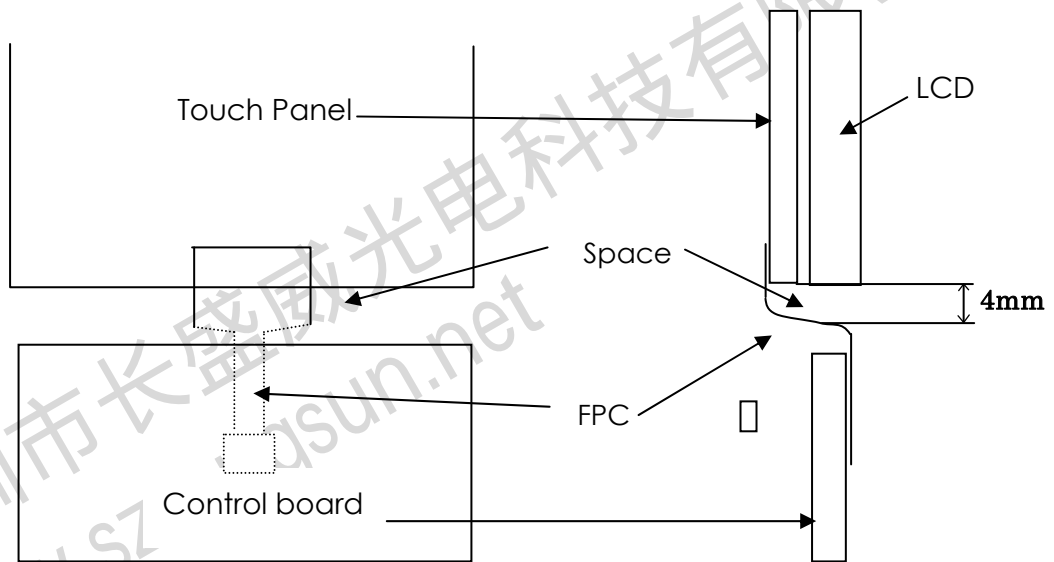 LCD
Touch Panel
Space
4mm
FPC
Control board
市长盛威光电科技有限
gsun.net